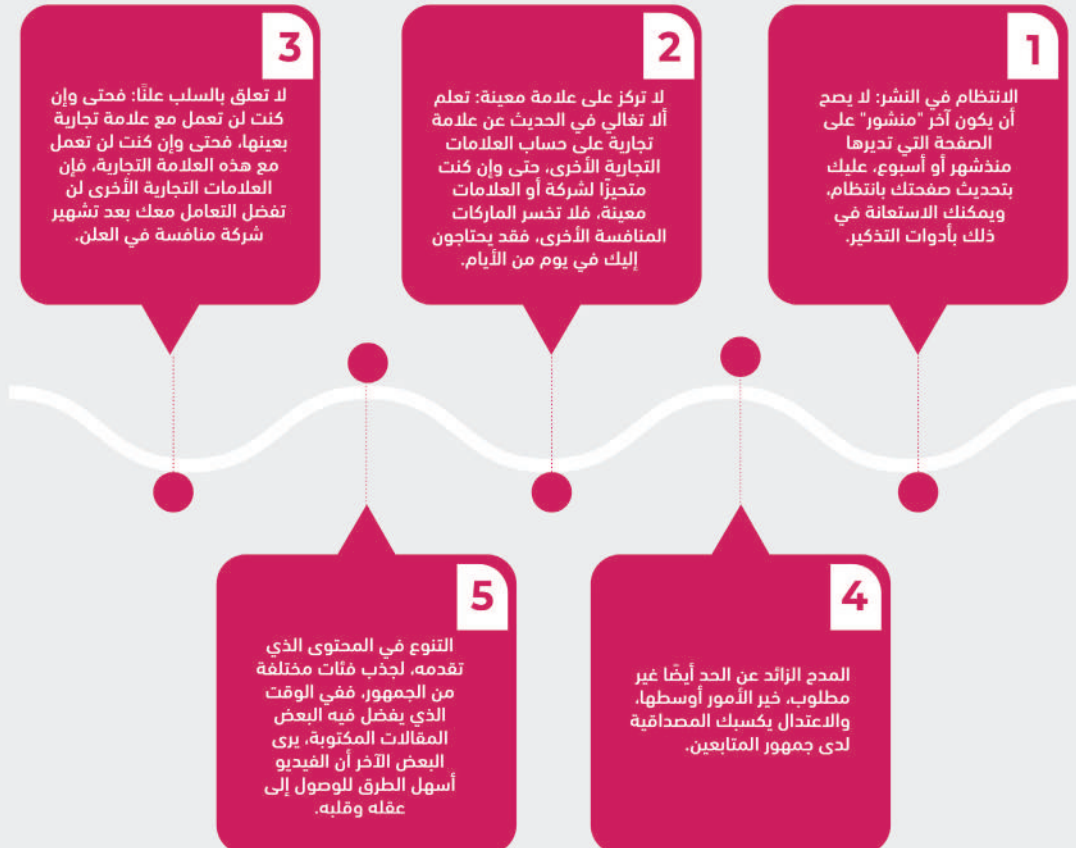 1
الانتظام في النشر: لا يصح
أن يكون آخر "منشور" على
الصفحة التي تديرها
منذشهر أو أسبوع، عليك
بتحديث صفحتك بانتظام،
ويمكنك الاستعانة في
ذلك بأدوات التذكير.
2
لا تركز على علامة معينة: تعلم
ألا تغالي في الحديث عن علامة
تجارية على حساب العلامات
التجارية الأخرى، حتى وإن كنت
متحيزًا لشركة أو العلامات
معينة، فلا تخسر الماركات
المنافسة الأخرى، فقد يحتاجون
إليك في يوم من الأيام.
3
لا تعلق بالسلب علنًا: فحتى وإن
كنت لن تعمل مع علامة تجارية
بعينها، فحتى وإن كنت لن تعمل
مع هذه العلامة التجارية، فإن
العلامات التجارية الأخرى لن
تفضل التعامل معك بعد تشهير
شركة منافسة في العلن.
4
المدح الزائد عن الحد أيضًا غير
مطلوب، خير الأمور أوسطها،
والاعتدال يكسبك المصداقية
لدى جمهور المتابعين.
5
التنوع في المحتوى الذي
تقدمه، لجذب فئات مختلفة
من الجمهور، ففي الوقت
الذي يفضل فيه البعض
المقالات المكتوبة، يرى
البعض الآخر أن الفيديو
أسهل الطرق للوصول إلى
عقله وقلبه.